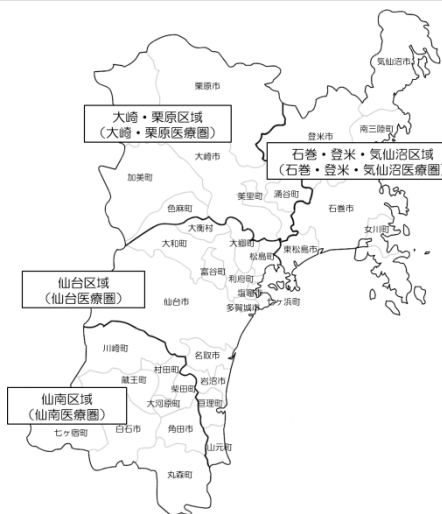 気仙沼市
栗原市
大崎・栗原区域
（大崎・栗原医療圏）
登米市
南三陸町
石巻・登米・気仙沼区域
（石巻・登米・気仙沼医療圏）
大崎市
加美町
美里町
涌谷町
色麻町
石巻市
女川町
大衡村
大和町
大郷町
松島町
東松島市
富谷町
利府町
仙台区域
（仙台医療圏）
塩竈市
七ヶ浜町
仙台市
多賀城市
川崎町
名取市
村田町
蔵王町
柴田町
岩沼市
仙南区域
（仙南医療圏）
大河原町
亘理町
七ヶ宿町
白石市
角田市
山元町
丸森町